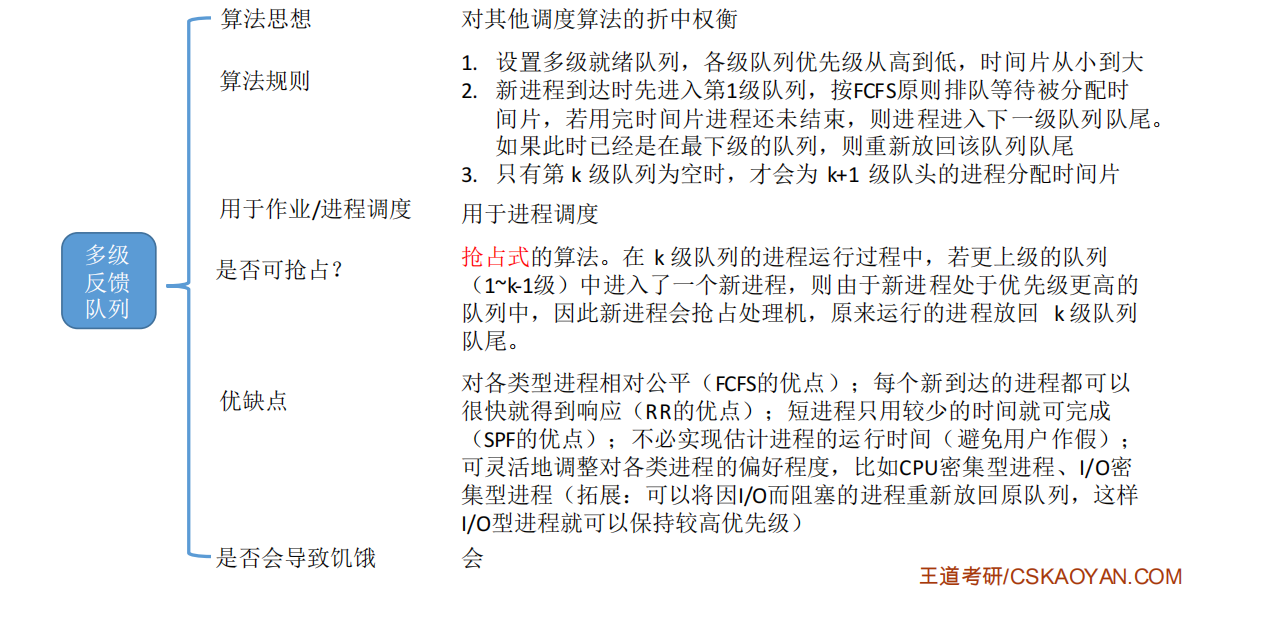 算法思想
对其他调度算法的折中权衡
算法规则
1. 设置多级就绪队列，各级队列优先级从高到低，时间片从小到大
2. 新进程到达时先进入第1级队列，按FCFS原则排队等待被分配时
间片，若用完时间片进程还未结束，则进程进入下一级队列队尾。
如果此时已经是在最下级的队列，则重新放回该队列队尾
3. 只有第 k 级队列为空时，才会为 k+1 级队头的进程分配时间片
用于作业/进程调度
用于进程调度
多级
反馈
队列
是否可抢占？
抢占式的算法。在 k 级队列的进程运行过程中，若更上级的队列
（1~k-1级）中进入了一个新进程，则由于新进程处于优先级更高的
队列中，因此新进程会抢占处理机，原来运行的进程放回 k 级队列
队尾。
优缺点
对各类型进程相对公平（FCFS的优点）；每个新到达的进程都可以
很快就得到响应（RR的优点）；短进程只用较少的时间就可完成
（SPF的优点）；不必实现估计进程的运行时间（避免用户作假）；
可灵活地调整对各类进程的偏好程度，比如CPU密集型进程、I/O密
集型进程（拓展：可以将因I/O而阻塞的进程重新放回原队列，这样
I/O型进程就可以保持较高优先级）
是否会导致饥饿
会
王道考研/CSKAOYAN.COM